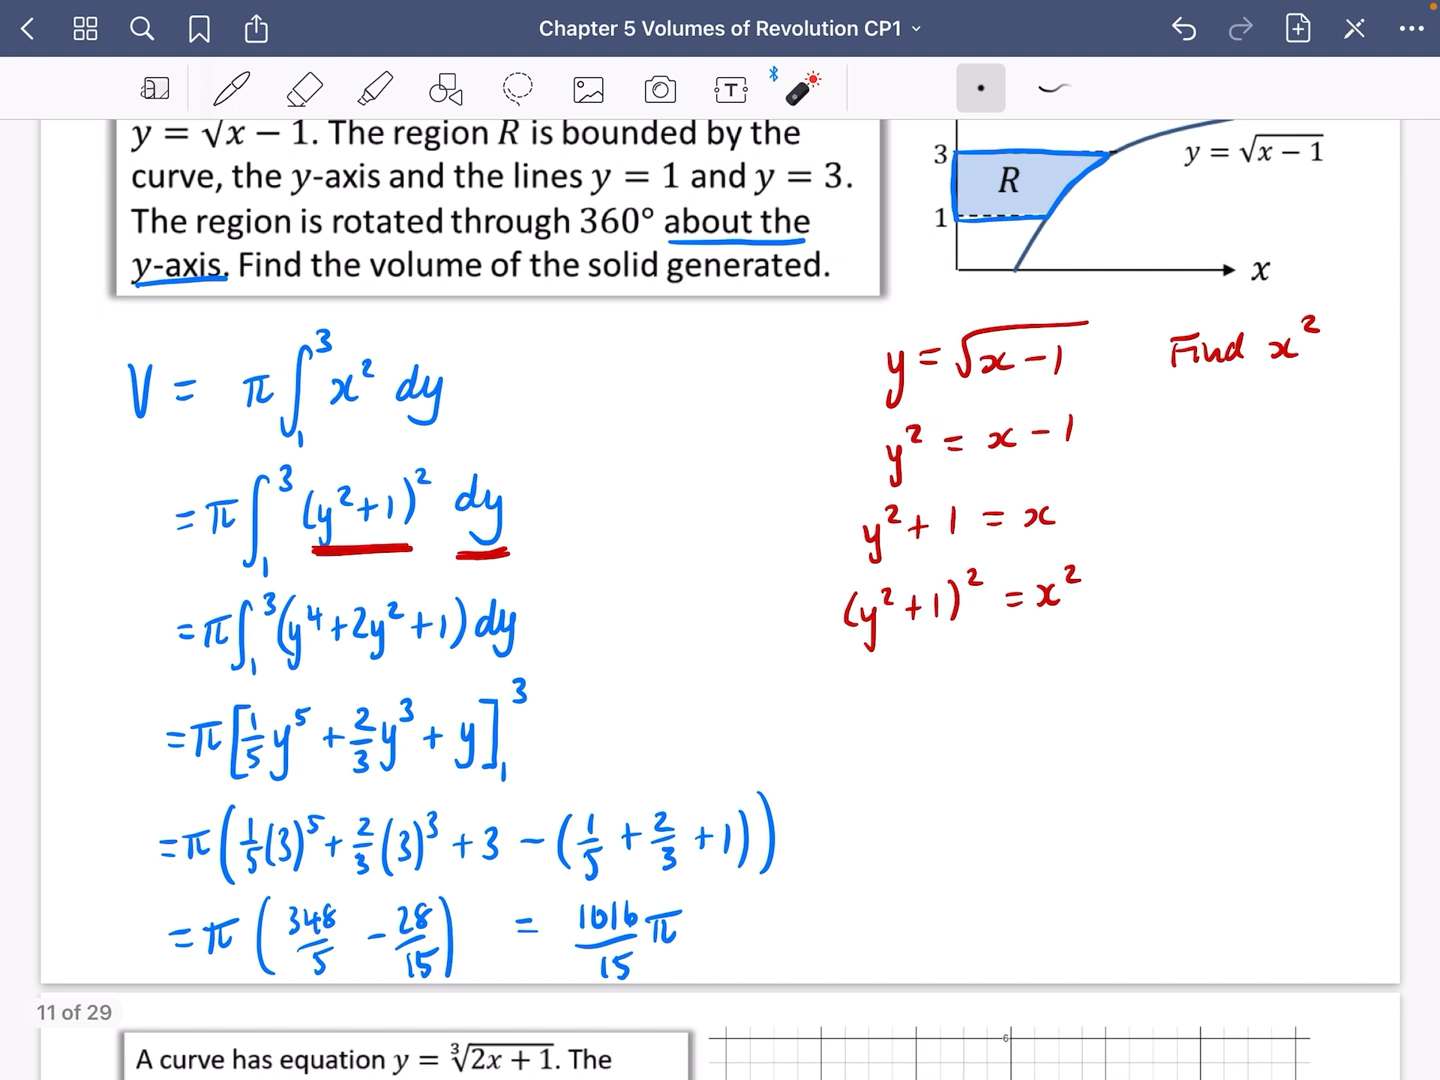 Chapter 5 Volumes of Revolution CP1
T
y = √x − 1. The region R is bounded by the
curve, the y-axis and the lines y = 1 and y = 3.
The region is rotated through 360° about the
y-axis. Find the volume of the solid generated.
3
R
1
y = √(x − 1)
x
V = π∫₁³ x² dy
= π∫₁³ (y²+1)² dy
= π∫₁³ (y⁴+2y²+1) dy
= π[1/5 y⁵ + 2/3 y³ + y]₁³
= π(1/5(3)⁵ + 2/3(3)³ + 3 − (1/5 + 2/3 + 1))
= π(348/5 − 28/15) = 1016/15 π
y = √(x − 1)
Find x²
y² = x − 1
y² + 1 = x
(y² + 1)² = x²
11 of 29
A curve has equation y = ∛(2x + 1). The
6